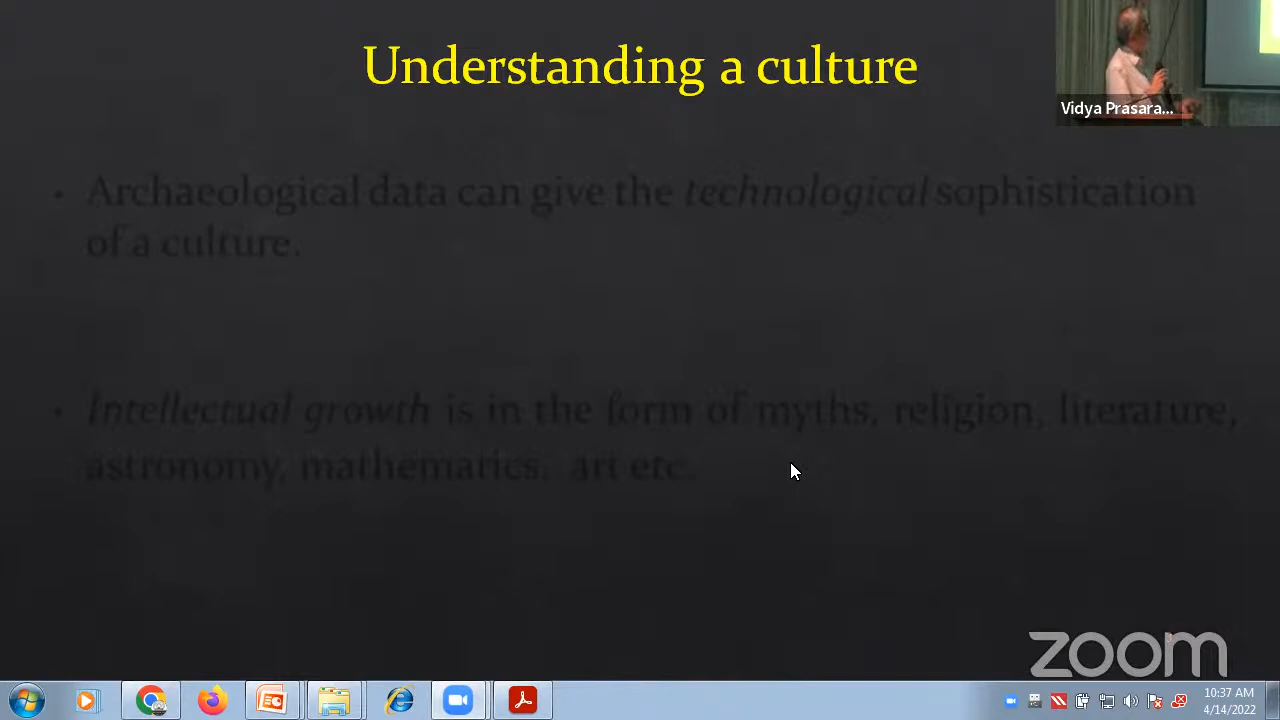 Understanding a culture
Vidya Prasara...
• Archaeological data can give the technological sophistication
of a culture.
• Intellectual growth is in the form of myths, religion, literature,
astronomy, mathematics, art etc.
zoom
10:37 AM
4/14/2022